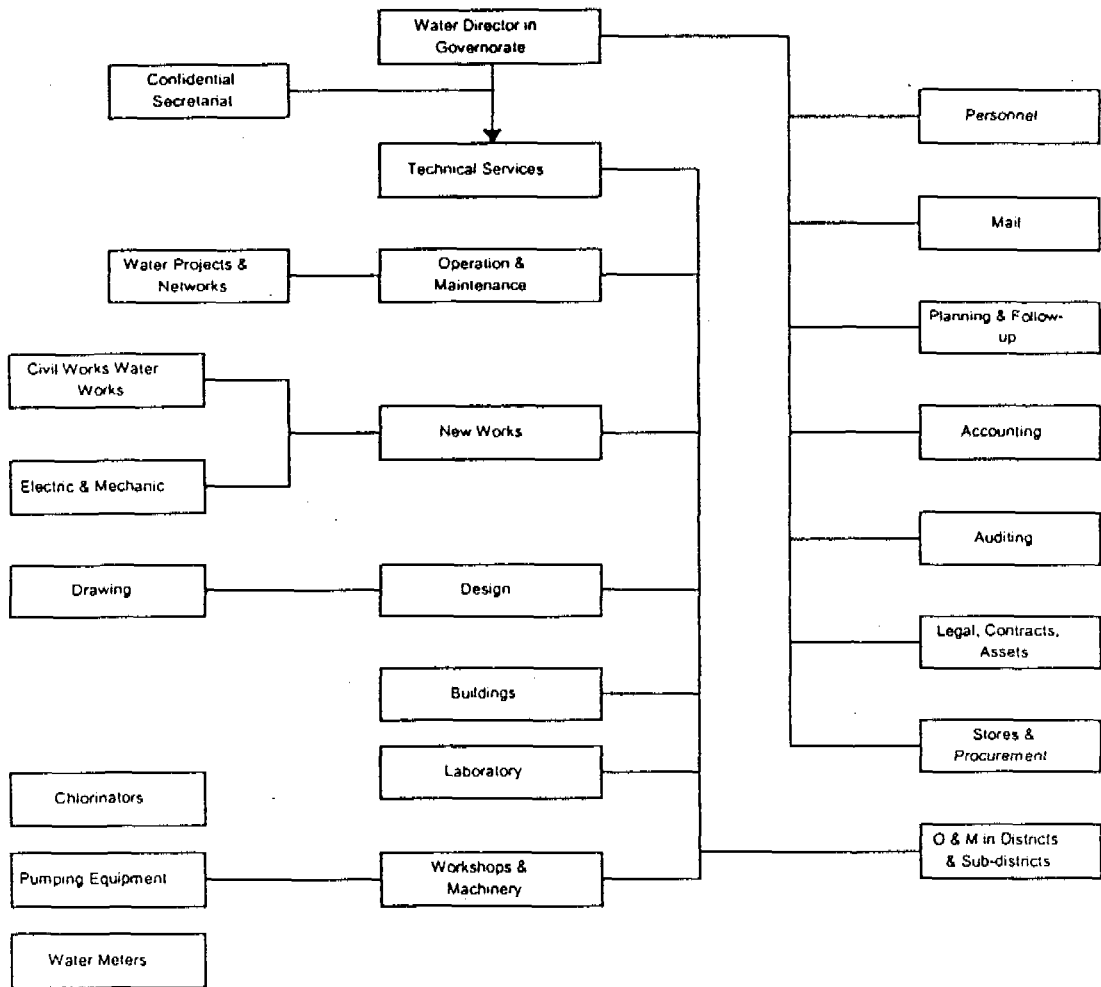 Water Director in
Governorate
Confidential
Secretarial
Technical Services
Water Projects &
Networks
Operation &
Maintenance
Civil Works Water
Works
New Works
Electric & Mechanic
Drawing
Design
Buildings
Laboratory
Chlorinators
Pumping Equipment
Workshops &
Machinery
Water Meters
Personnel
Mail
Planning & Follow-
up
Accounting
Auditing
Legal, Contracts,
Assets
Stores &
Procurement
O & M in Districts
& Sub-districts